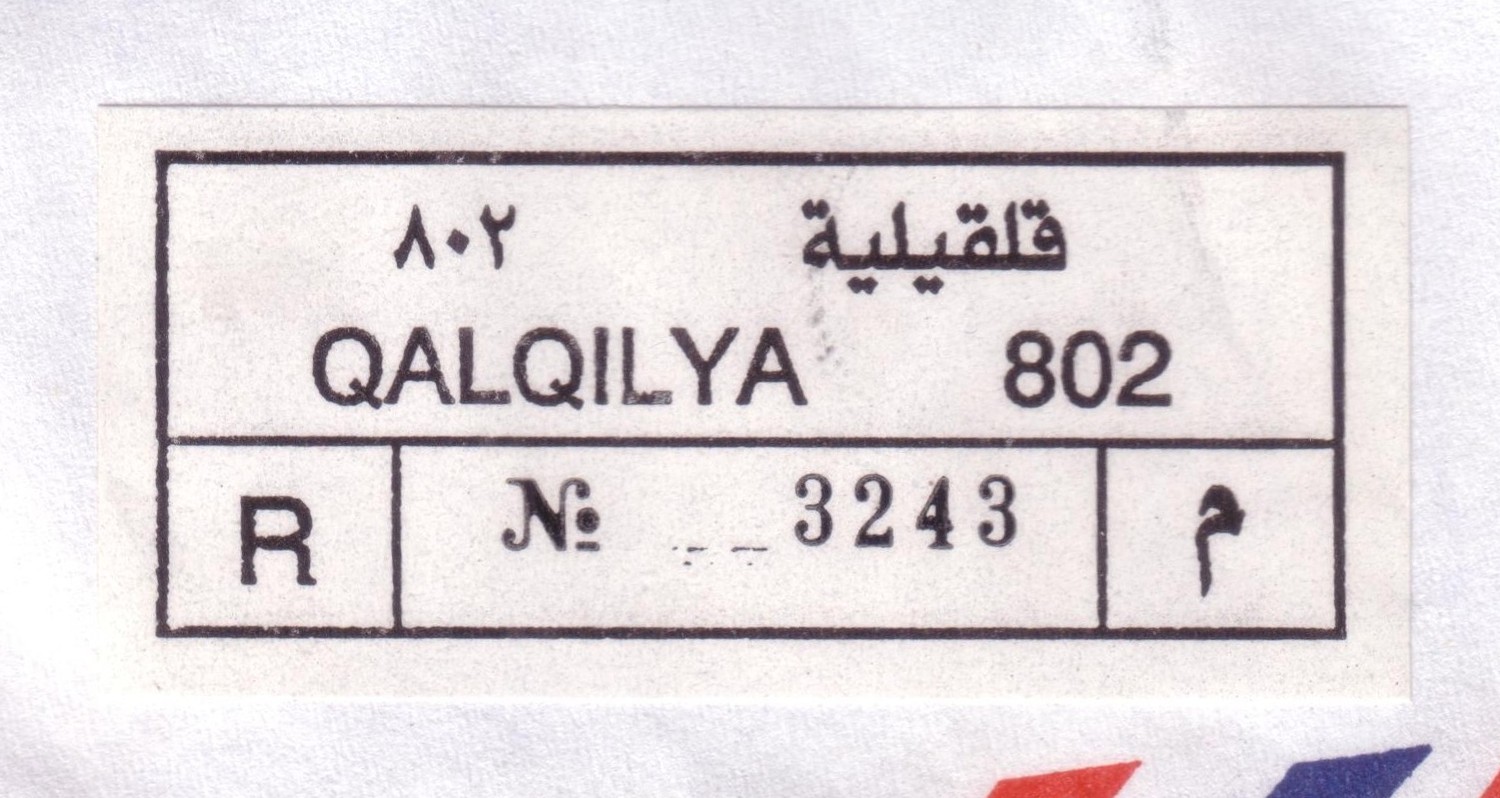 قلقيلية ٨٠٢
QALQILYA 802
R № 3243 م